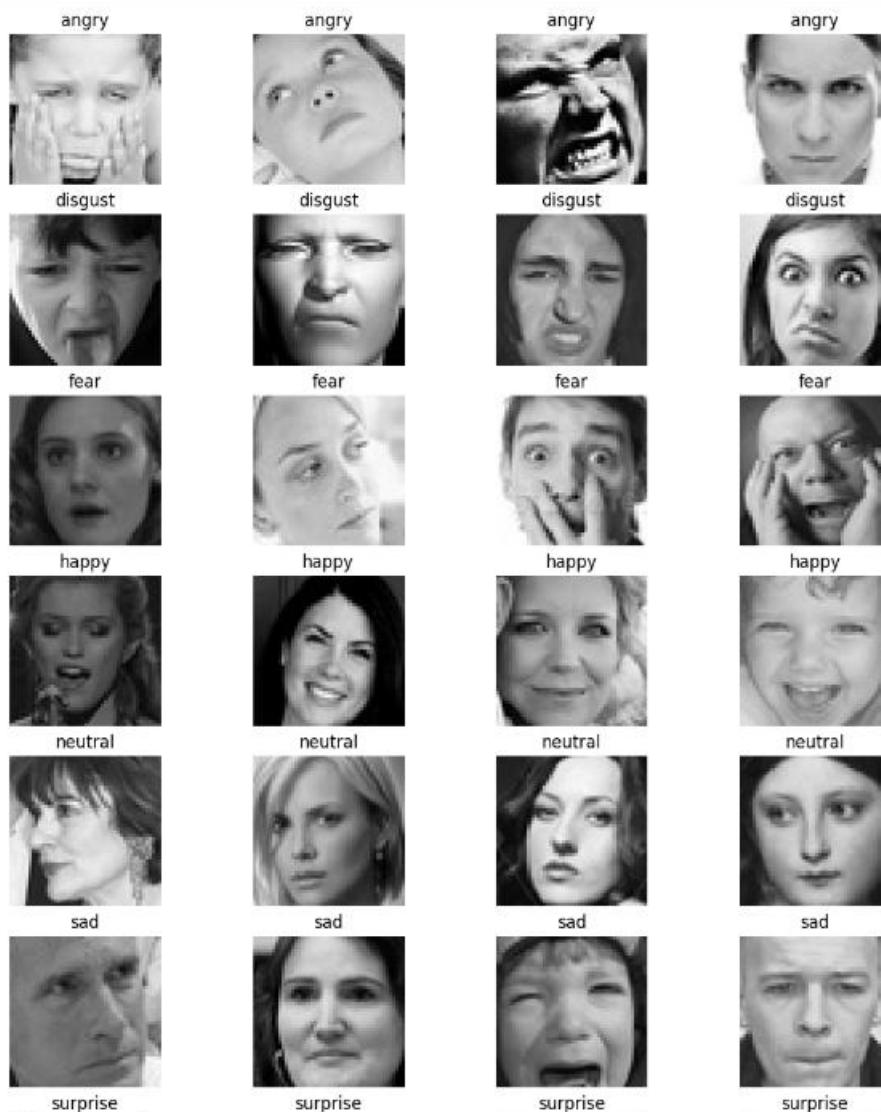 angry angry angry angry
disgust disgust disgust disgust
fear fear fear fear
happy happy happy happy
neutral neutral neutral neutral
sad sad sad sad
surprise surprise surprise surprise